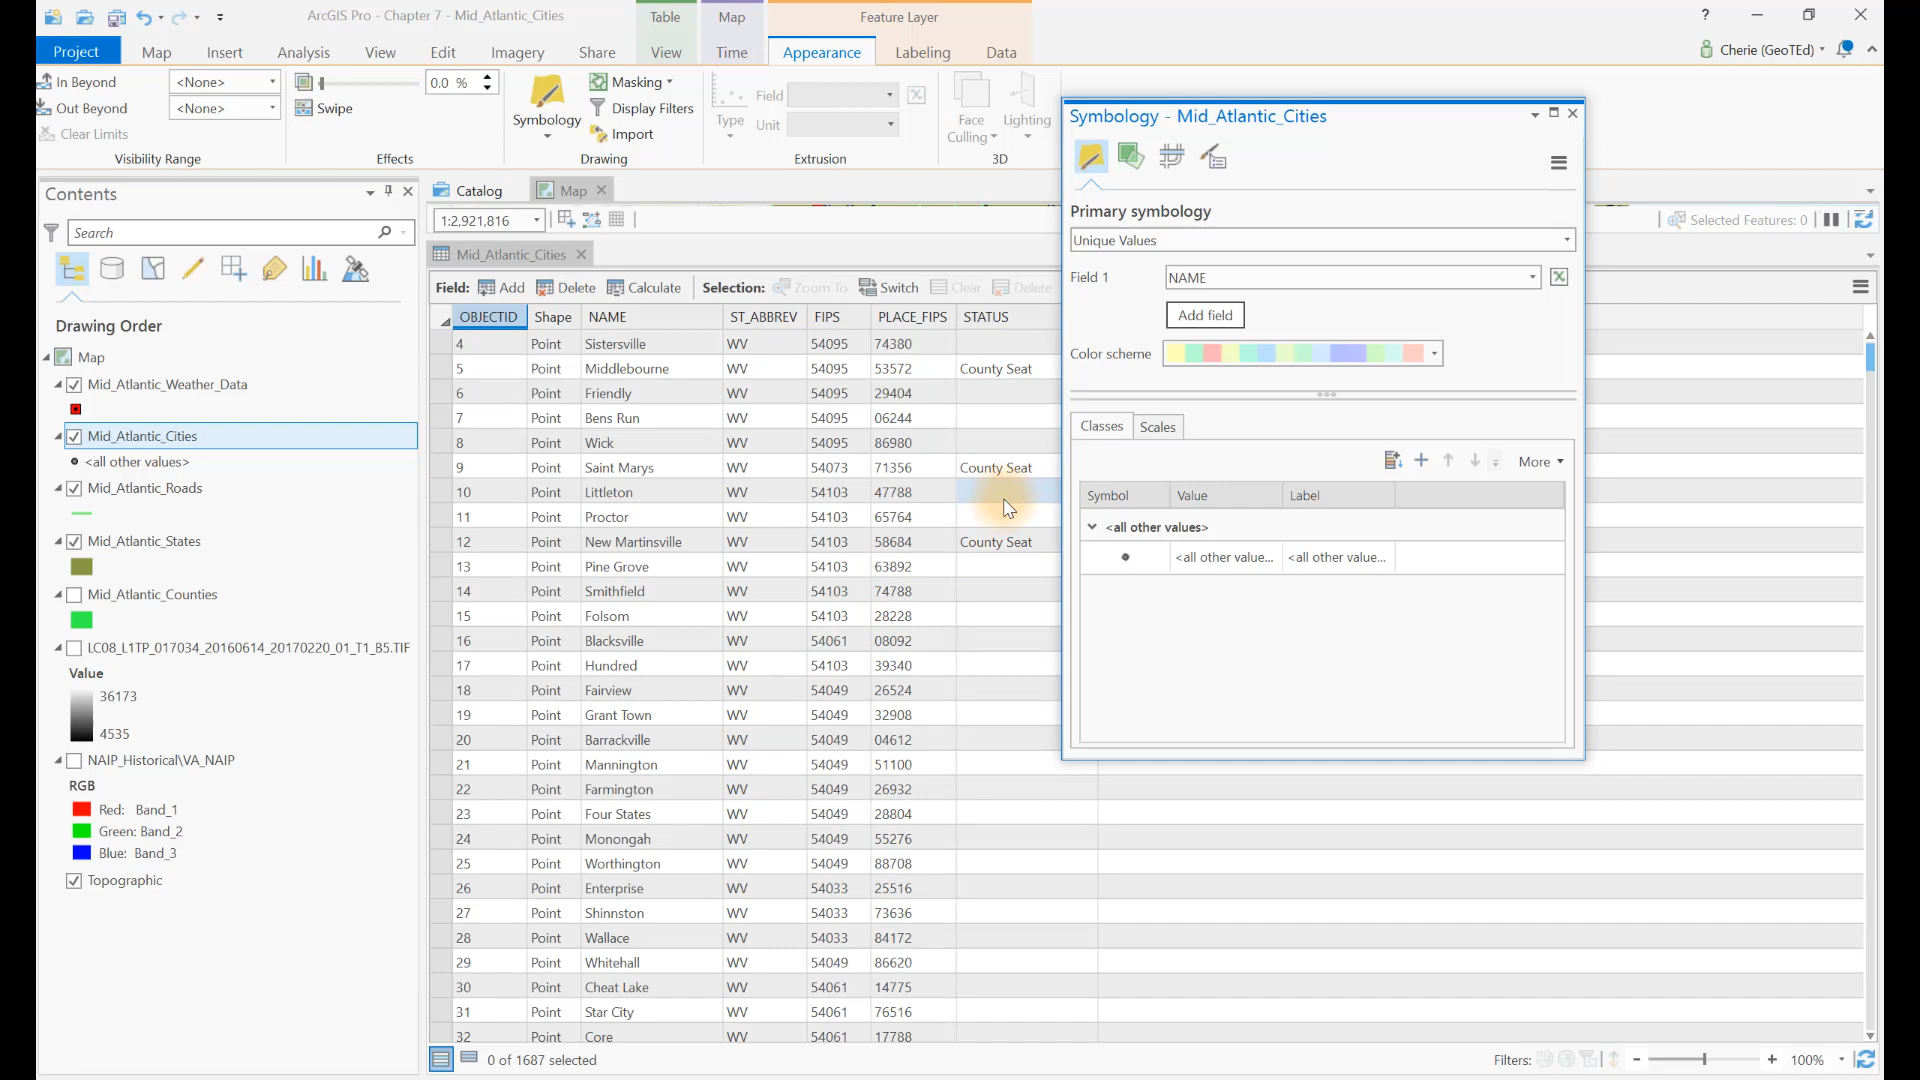 ArcGIS Pro - Chapter 7 - Mid_Atlantic_Cities
Table
Map
Feature Layer
?
Project
Map
Insert
Analysis
View
Edit
Imagery
Share
View
Time
Appearance
Labeling
Data
Cherie (GeoTEd)
In Beyond
<None>
Out Beyond
<None>
Clear Limits
Visibility Range
0.0 %
Swipe
Effects
Symbology
Masking
Display Filters
Import
Drawing
Type
Field
Unit
Extrusion
Face Culling
Lighting
3D
Contents
Search
Drawing Order
Map
Mid_Atlantic_Weather_Data
Mid_Atlantic_Cities
<all other values>
Mid_Atlantic_Roads
Mid_Atlantic_States
Mid_Atlantic_Counties
LC08_L1TP_017034_20160614_20170220_01_T1_B5.TIF
Value
36173
4535
NAIP_Historical\VA_NAIP
RGB
Red: Band_1
Green: Band_2
Blue: Band_3
Topographic
Catalog
Map
1:2,921,816
Selected Features: 0
Mid_Atlantic_Cities
Field: Add Delete Calculate Selection: Zoom To Switch Clear Delete
OBJECTID Shape NAME ST_ABBREV FIPS PLACE_FIPS STATUS
4 Point Sistersville WV 54095 74380
5 Point Middlebourne WV 54095 53572 County Seat
6 Point Friendly WV 54095 29404
7 Point Bens Run WV 54095 06244
8 Point Wick WV 54095 86980
9 Point Saint Marys WV 54073 71356 County Seat
10 Point Littleton WV 54103 47788
11 Point Proctor WV 54103 65764
12 Point New Martinsville WV 54103 58684 County Seat
13 Point Pine Grove WV 54103 63892
14 Point Smithfield WV 54103 74788
15 Point Folsom WV 54103 28228
16 Point Blacksville WV 54061 08092
17 Point Hundred WV 54103 39340
18 Point Fairview WV 54049 26524
19 Point Grant Town WV 54049 32908
20 Point Barrackville WV 54049 04612
21 Point Mannington WV 54049 51100
22 Point Farmington WV 54049 26932
23 Point Four States WV 54049 28804
24 Point Monongah WV 54049 55276
25 Point Worthington WV 54049 88708
26 Point Enterprise WV 54033 25516
27 Point Shinnston WV 54033 73636
28 Point Wallace WV 54033 84172
29 Point Whitehall WV 54049 86620
30 Point Cheat Lake WV 54061 14775
31 Point Star City WV 54061 76516
32 Point Core WV 54061 17788
0 of 1687 selected
Filters:
100%
Symbology - Mid_Atlantic_Cities
Primary symbology
Unique Values
Field 1
NAME
Add field
Color scheme
Classes
Scales
More
Symbol Value Label
<all other values>
<all other value... <all other value...